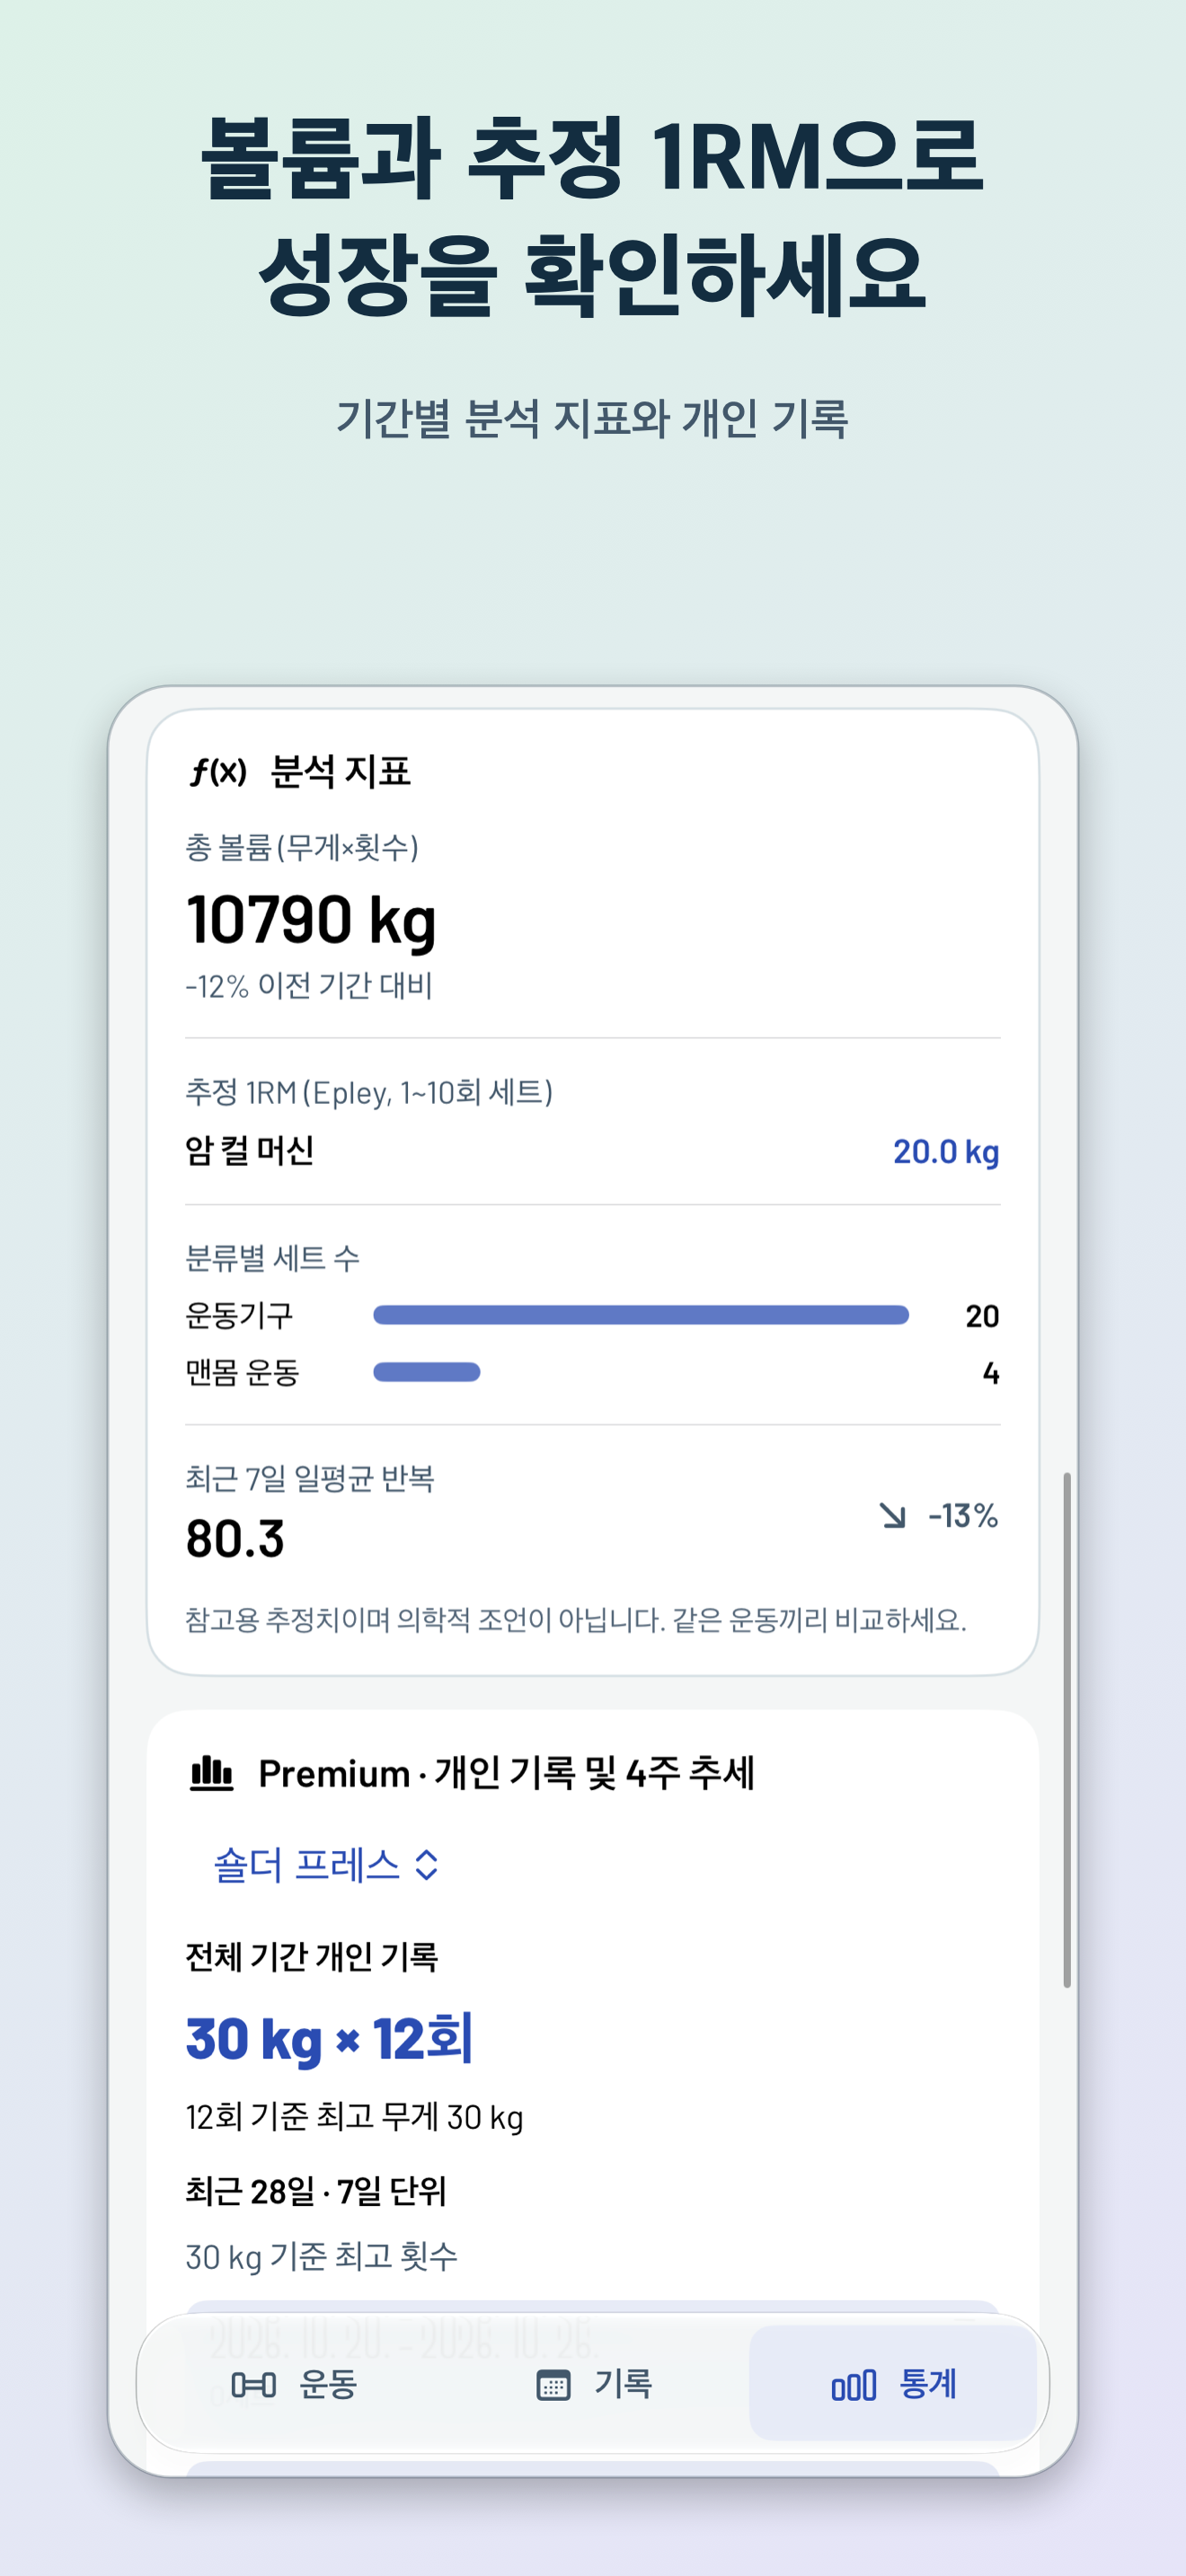 볼륨과 추정 1RM으로
성장을 확인하세요
기간별 분석 지표와 개인 기록
f(x) 분석 지표
총 볼륨 (무게×횟수)
10790 kg
-12% 이전 기간 대비
추정 1RM (Epley, 1~10회 세트)
암 컬 머신 20.0 kg
분류별 세트 수
운동기구 20
맨몸 운동 4
최근 7일 일평균 반복
80.3 -13%
참고용 추정치이며 의학적 조언이 아닙니다. 같은 운동끼리 비교하세요.
Premium · 개인 기록 및 4주 추세
숄더 프레스
전체 기간 개인 기록
30 kg × 12회
12회 기준 최고 무게 30 kg
최근 28일 · 7일 단위
30 kg 기준 최고 횟수
2026. 10. 20. – 2026. 10. 26.
운동 기록 통계